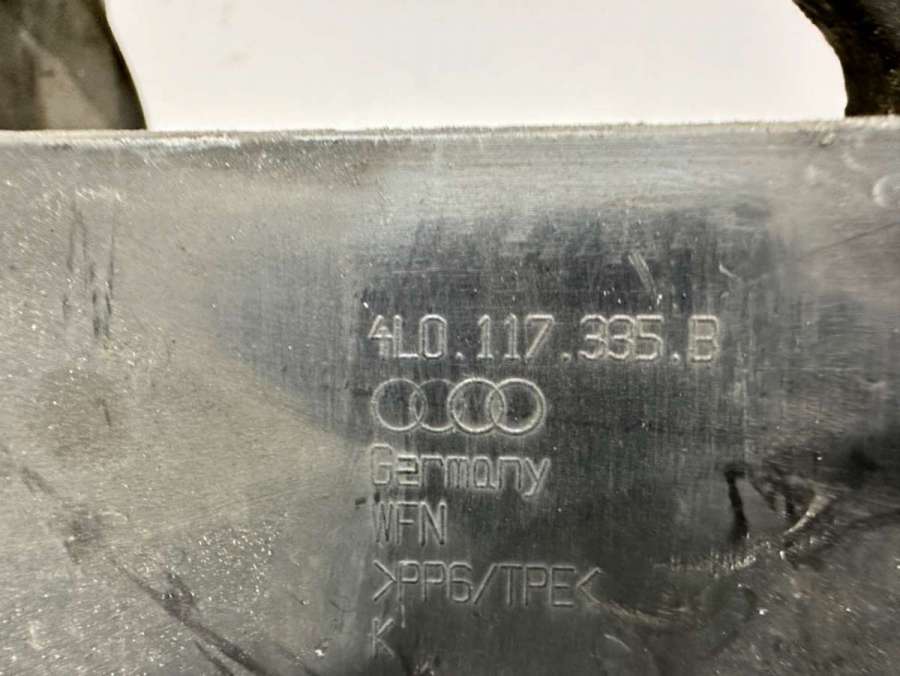 4L0.117.335.B
Germany
WFN
>PP6/TPE<
K